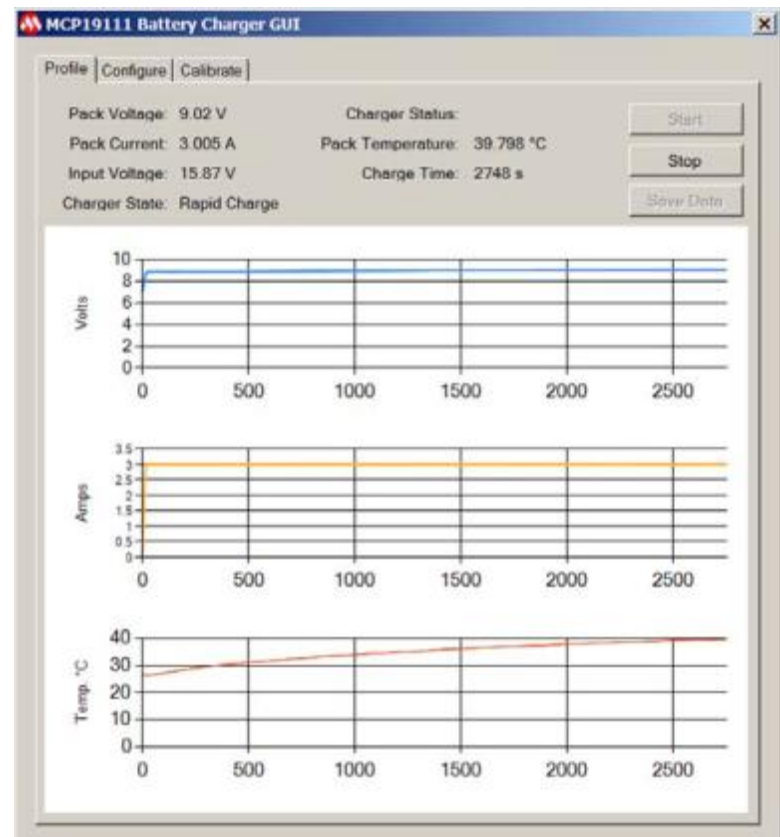 MCP19111 Battery Charger GUI
Profile Configure Calibrate
Pack Voltage: 9.02 V Charger Status: Start
Pack Current: 3.005 A Pack Temperature: 39.798 °C Stop
Input Voltage: 15.87 V Charge Time: 2748 s
Charger State: Rapid Charge Save Data
10
8
6
4
2
0
Volts
0 500 1000 1500 2000 2500
3.5
3
2.5
2
1.5
1
0.5
0
Amps
0 500 1000 1500 2000 2500
40
30
20
10
0
Temp. °C
0 500 1000 1500 2000 2500